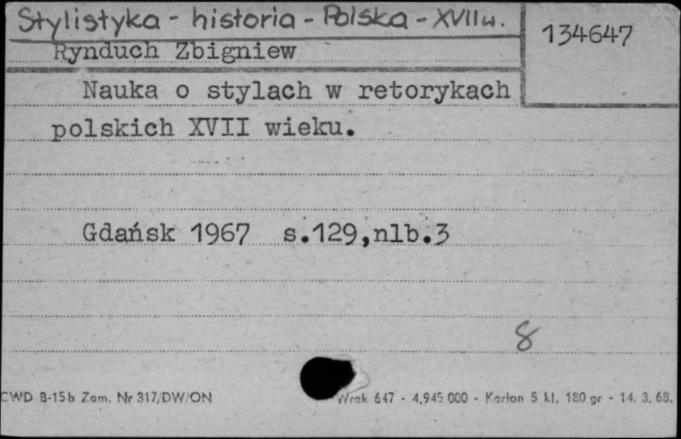 Stylistyka - historia - Polska - XVII w.
134647
Rynduch Zbigniew
Nauka o stylach w retorykach
polskich XVII wieku.
Gdańsk 1967 s.129,nlb.3
8
CWD B-15b Zam. Nr 317/DW/ON
Wrak 647 - 4.945 000 - Karton 5 kl. 180 gr - 14. 3. 68.